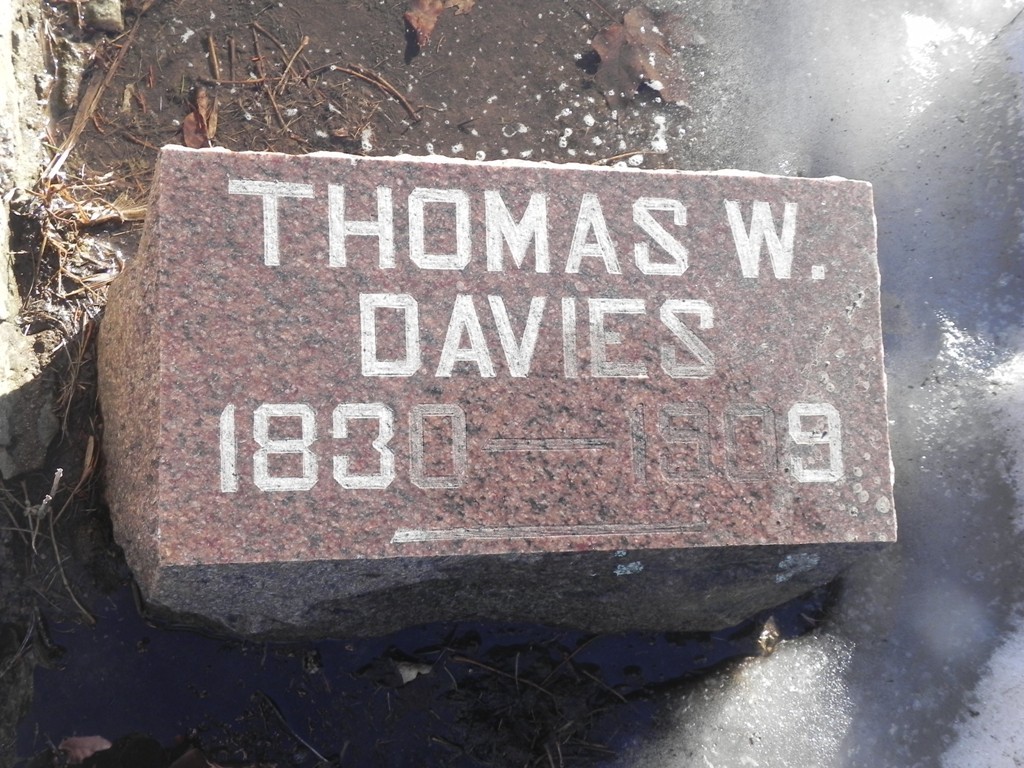 THOMAS W.
DAVIES
1830 — 1909